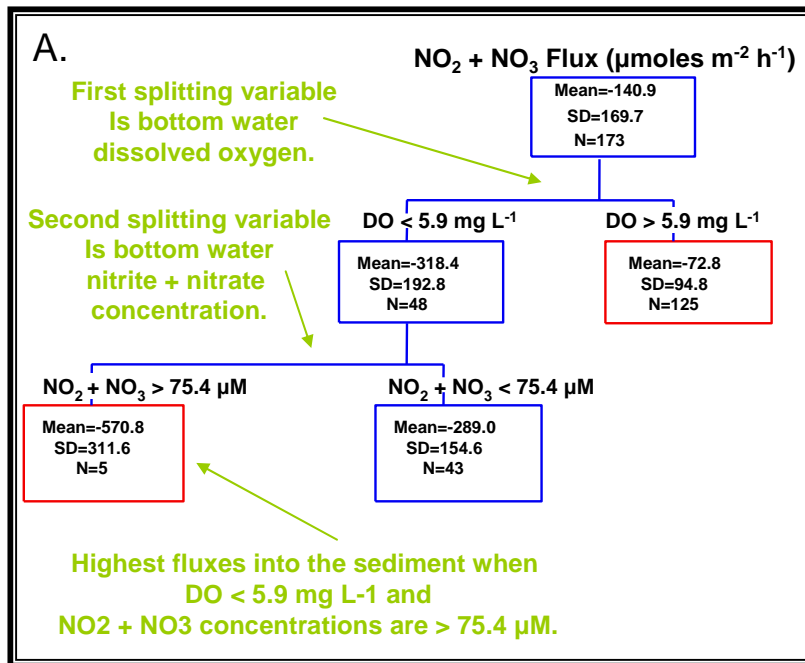 A.
NO₂ + NO₃ Flux (µmoles m⁻² h⁻¹)
Mean=-140.9
SD=169.7
N=173
First splitting variable
Is bottom water
dissolved oxygen.
DO < 5.9 mg L⁻¹
DO > 5.9 mg L⁻¹
Mean=-318.4
SD=192.8
N=48
Mean=-72.8
SD=94.8
N=125
Second splitting variable
Is bottom water
nitrite + nitrate
concentration.
NO₂ + NO₃ > 75.4 µM
NO₂ + NO₃ < 75.4 µM
Mean=-570.8
SD=311.6
N=5
Mean=-289.0
SD=154.6
N=43
Highest fluxes into the sediment when
DO < 5.9 mg L-1 and
NO2 + NO3 concentrations are > 75.4 µM.